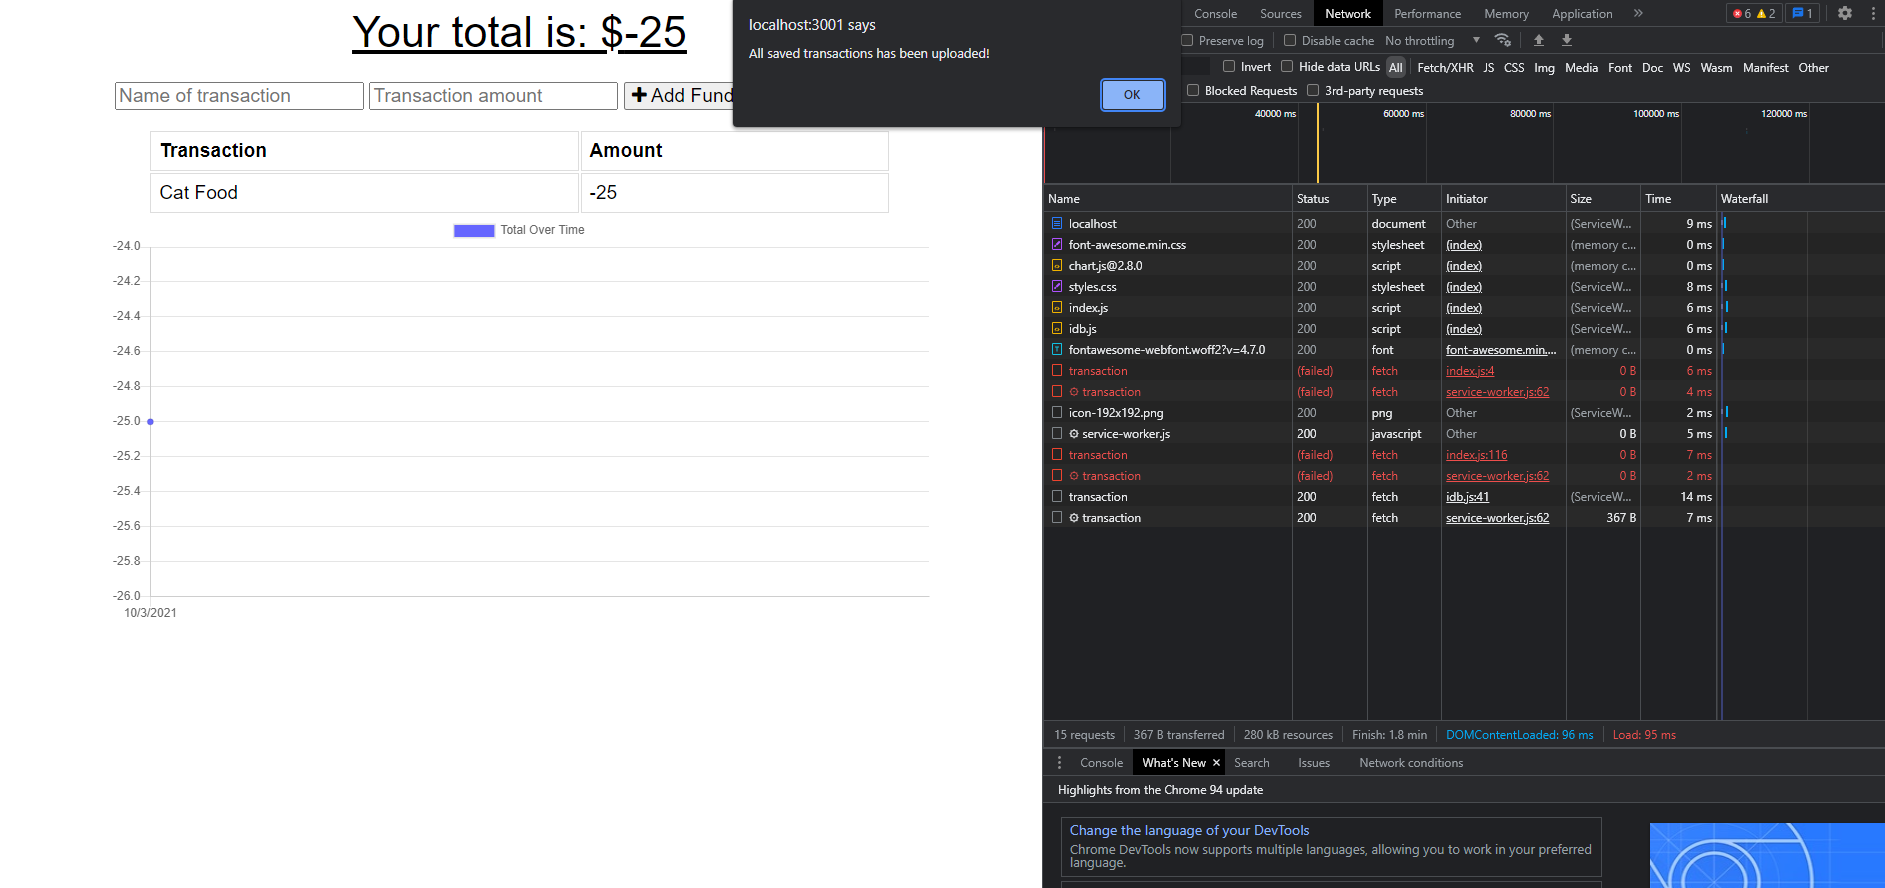 Your total is: $-25
Name of transaction
Transaction amount
Add Fund
Transaction Amount
Cat Food -25
Total Over Time
-24.0
-24.2
-24.4
-24.6
-24.8
-25.0
-25.2
-25.4
-25.6
-25.8
-26.0
10/3/2021
localhost:3001 says
All saved transactions has been uploaded!
OK
Console Sources Network Performance Memory Application » 6 2 1
Preserve log Disable cache No throttling
Invert Hide data URLs All Fetch/XHR JS CSS Img Media Font Doc WS Wasm Manifest Other
Blocked Requests 3rd-party requests
40000 ms 60000 ms 80000 ms 100000 ms 120000 ms
Name Status Type Initiator Size Time Waterfall
localhost 200 document Other (ServiceW... 9 ms
font-awesome.min.css 200 stylesheet (index) (memory c... 0 ms
chart.js@2.8.0 200 script (index) (memory c... 0 ms
styles.css 200 stylesheet (index) (ServiceW... 8 ms
index.js 200 script (index) (ServiceW... 6 ms
idb.js 200 script (index) (ServiceW... 6 ms
fontawesome-webfont.woff2?v=4.7.0 200 font font-awesome.min.... (memory c... 0 ms
transaction (failed) fetch index.js:4 0 B 6 ms
transaction (failed) fetch service-worker.js:62 0 B 4 ms
icon-192x192.png 200 png Other (ServiceW... 2 ms
service-worker.js 200 javascript Other 0 B 5 ms
transaction (failed) fetch index.js:116 0 B 7 ms
transaction (failed) fetch service-worker.js:62 0 B 2 ms
transaction 200 fetch idb.js:41 (ServiceW... 14 ms
transaction 200 fetch service-worker.js:62 367 B 7 ms
15 requests 367 B transferred 280 kB resources Finish: 1.8 min DOMContentLoaded: 96 ms Load: 95 ms
Console What's New × Search Issues Network conditions
Highlights from the Chrome 94 update
Change the language of your DevTools
Chrome DevTools now supports multiple languages, allowing you to work in your preferred
language.